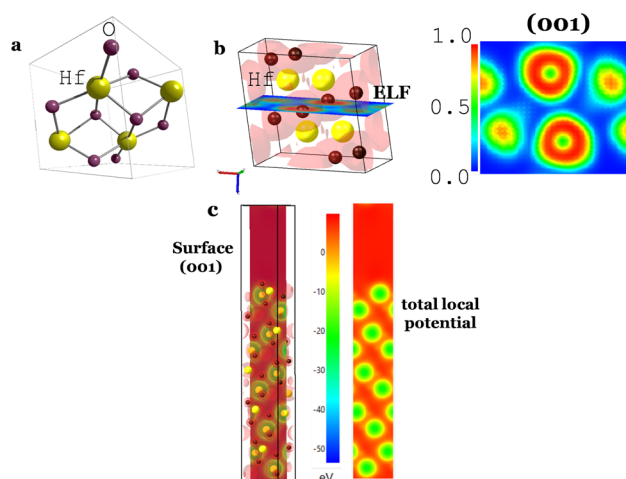 a
O
Hf
b
Hf
ELF
(001)
1.0
0.5
0.0
c
Surface
(001)
0
-10
-20
-30
-40
-50
eV
total local
potential